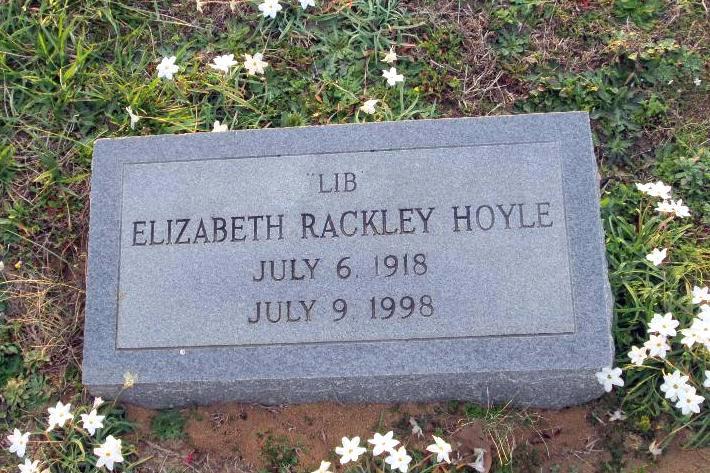 "LIB"
ELIZABETH RACKLEY HOYLE
JULY 6, 1918
JULY 9, 1998